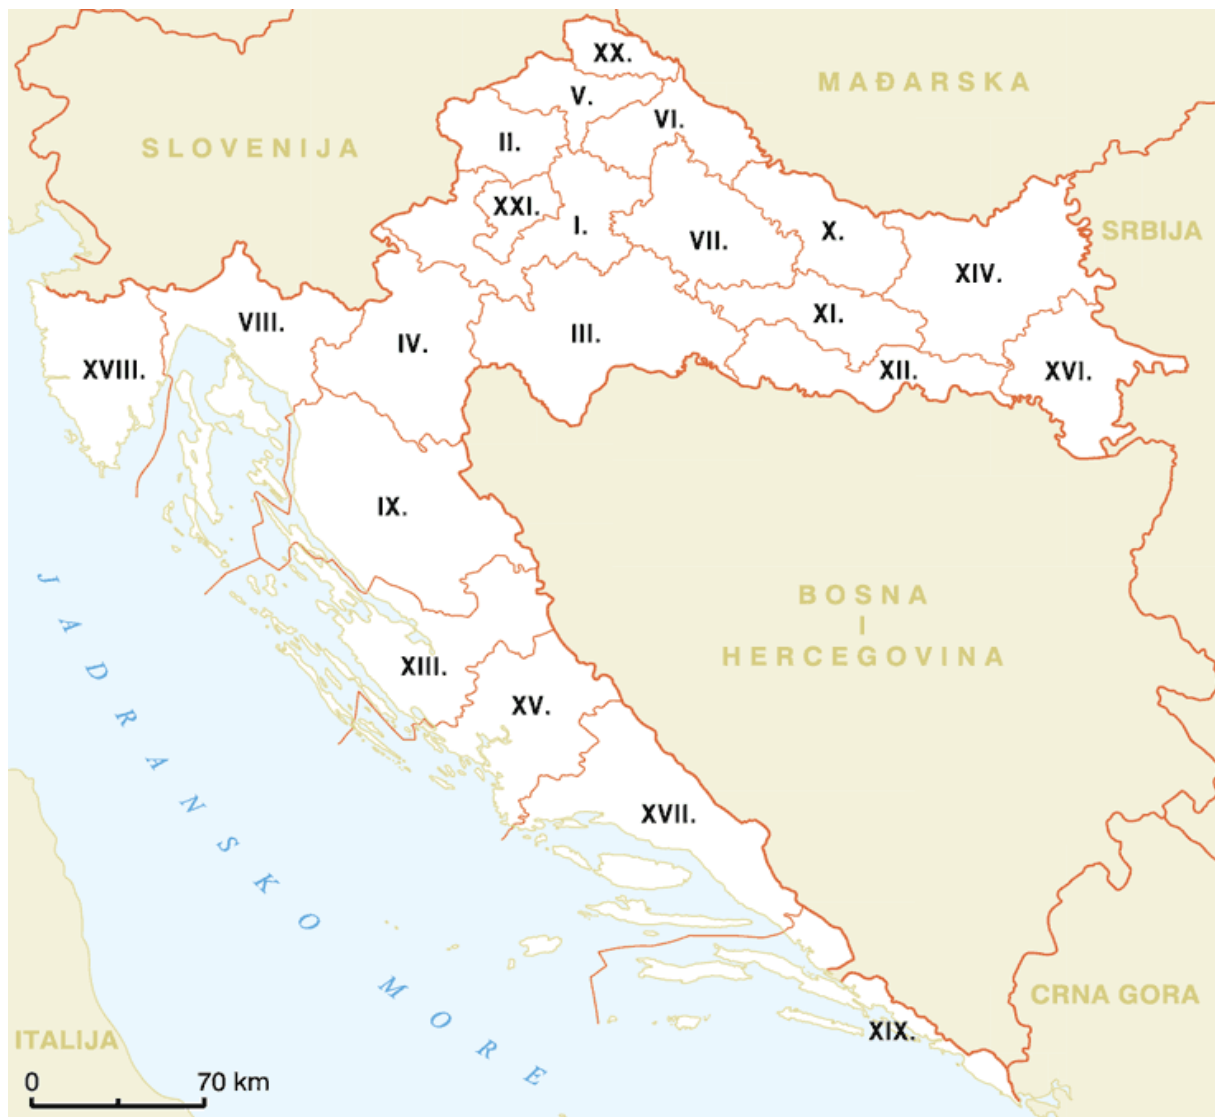 XX.
MAĐARSKA
V.
VI.
SLOVENIJA
II.
XXI.
I.
VII.
X.
SRBIJA
XIV.
VIII.
XI.
III.
IV.
XVIII.
XII.
XVI.
IX.
BOSNA
I
HERCEGOVINA
XIII.
XV.
JADRANSKO MORE
XVII.
CRNA GORA
XIX.
ITALIJA
0 70 km